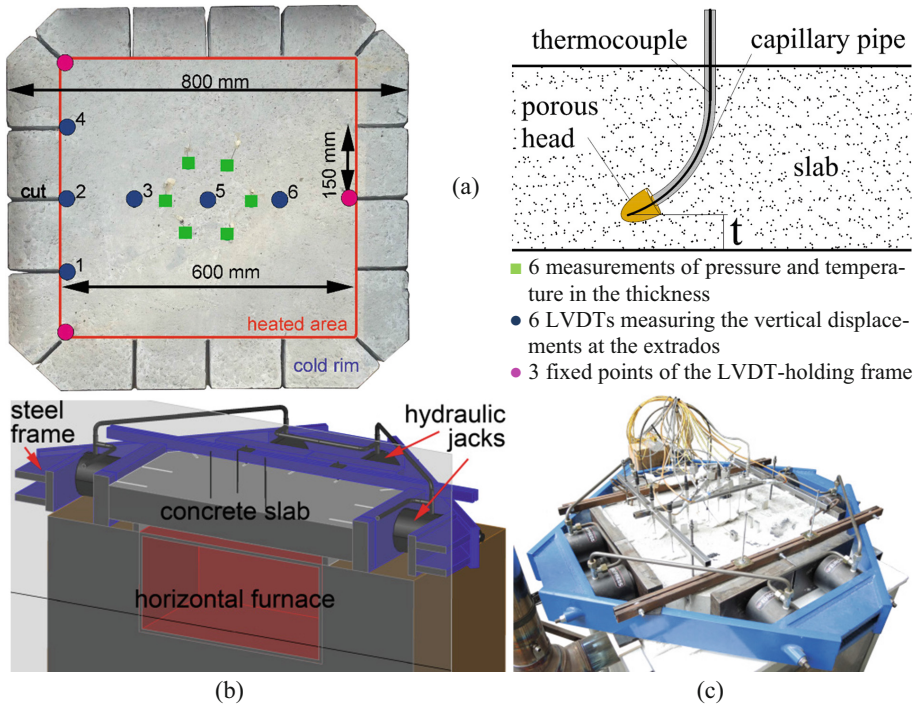 800 mm
4
cut
2
3
5
6
150 mm
1
600 mm
heated area
cold rim
(a)
thermocouple
capillary pipe
porous
head
slab
t
6 measurements of pressure and tempera-
ture in the thickness
6 LVDTs measuring the vertical displace-
ments at the extrados
3 fixed points of the LVDT-holding frame
steel
frame
hydraulic
jacks
concrete slab
horizontal furnace
(b)
(c)